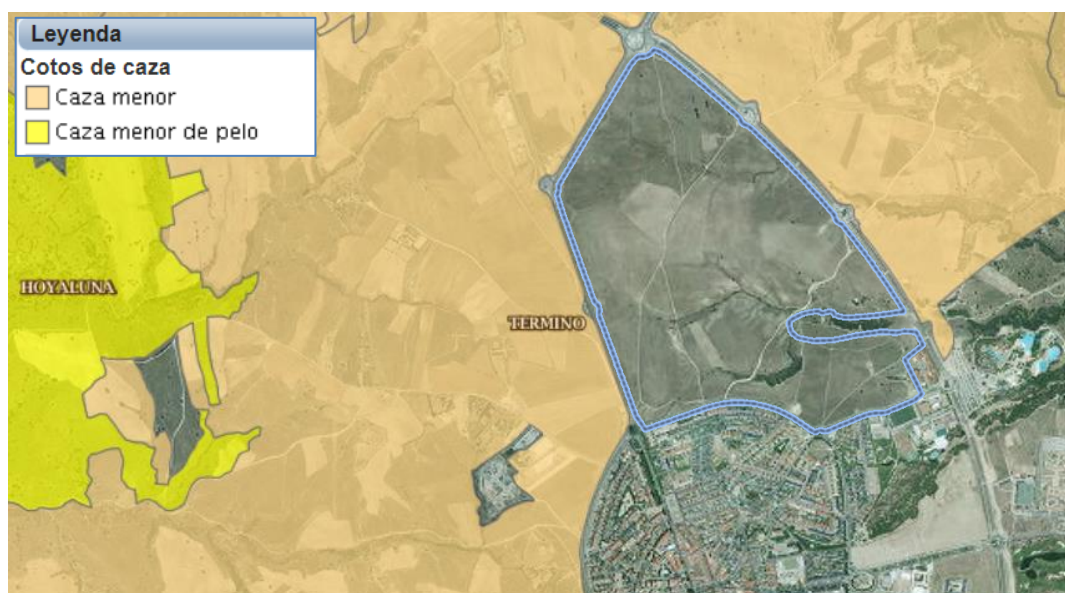 Leyenda
Cotos de caza
Caza menor
Caza menor de pelo
HOYALUNA
TERMINO